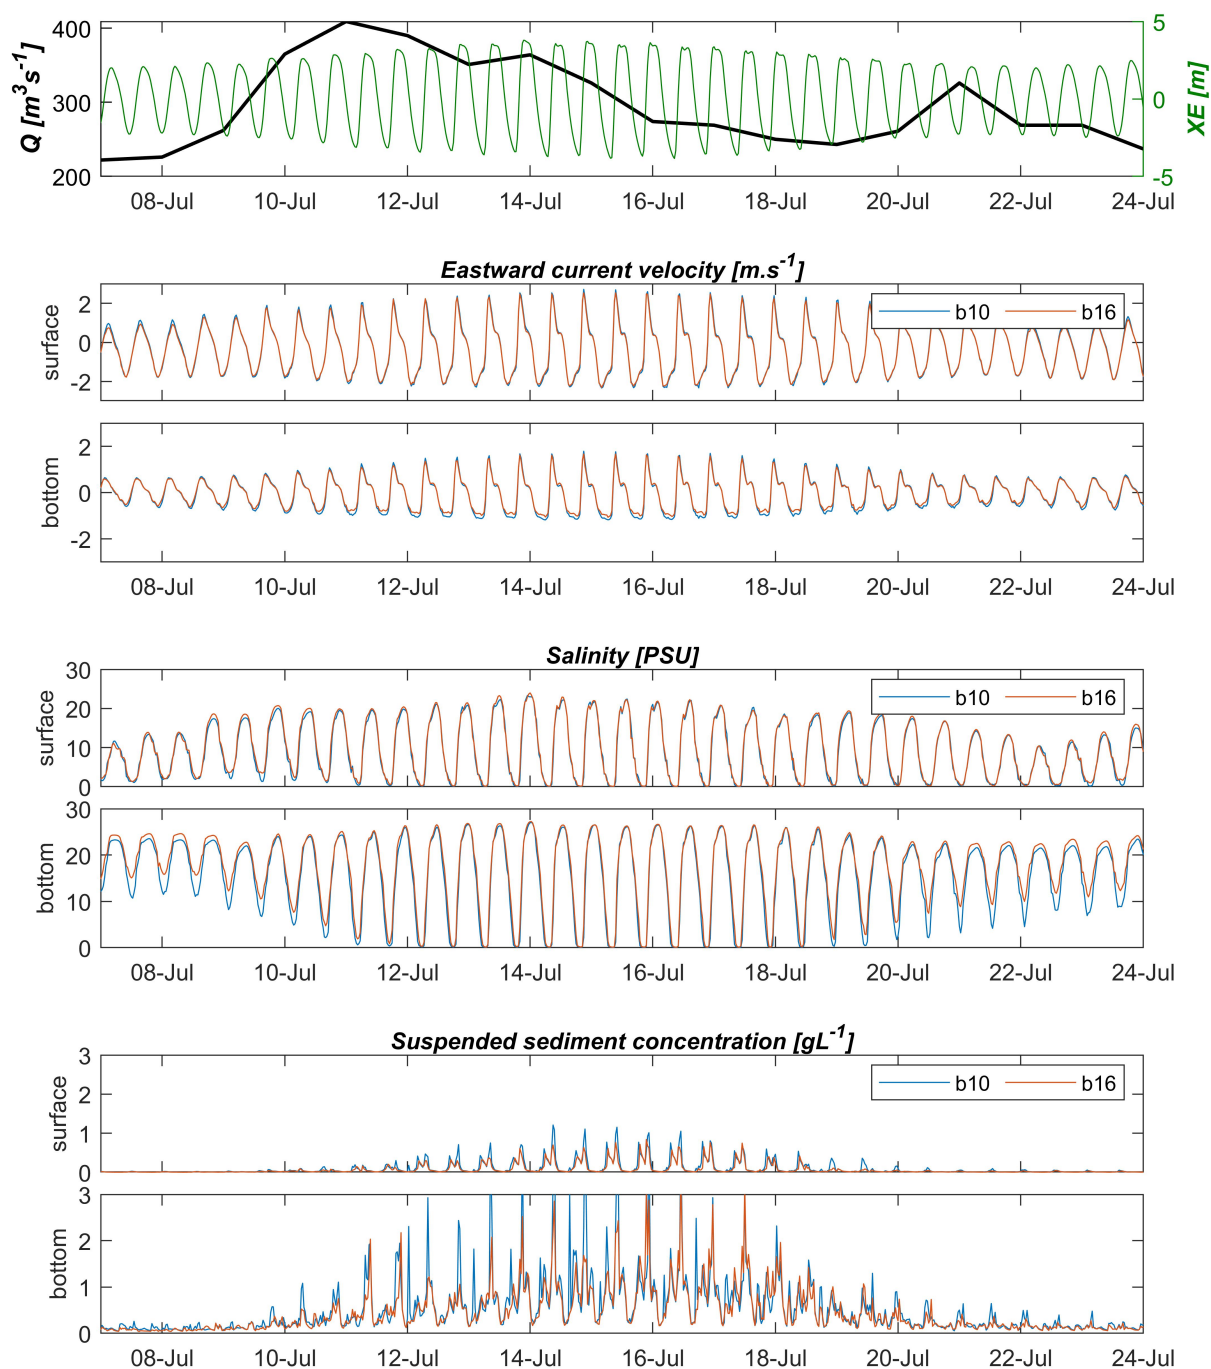 Q [m³s⁻¹]
400
300
200
5
0
-5
XE [m]
08-Jul 10-Jul 12-Jul 14-Jul 16-Jul 18-Jul 20-Jul 22-Jul 24-Jul
Eastward current velocity [m.s⁻¹]
surface
2
0
-2
b10 b16
bottom
2
0
-2
08-Jul 10-Jul 12-Jul 14-Jul 16-Jul 18-Jul 20-Jul 22-Jul 24-Jul
Salinity [PSU]
surface
30
20
10
0
b10 b16
bottom
30
20
10
0
08-Jul 10-Jul 12-Jul 14-Jul 16-Jul 18-Jul 20-Jul 22-Jul 24-Jul
Suspended sediment concentration [gL⁻¹]
surface
3
2
1
0
b10 b16
bottom
3
2
1
0
08-Jul 10-Jul 12-Jul 14-Jul 16-Jul 18-Jul 20-Jul 22-Jul 24-Jul